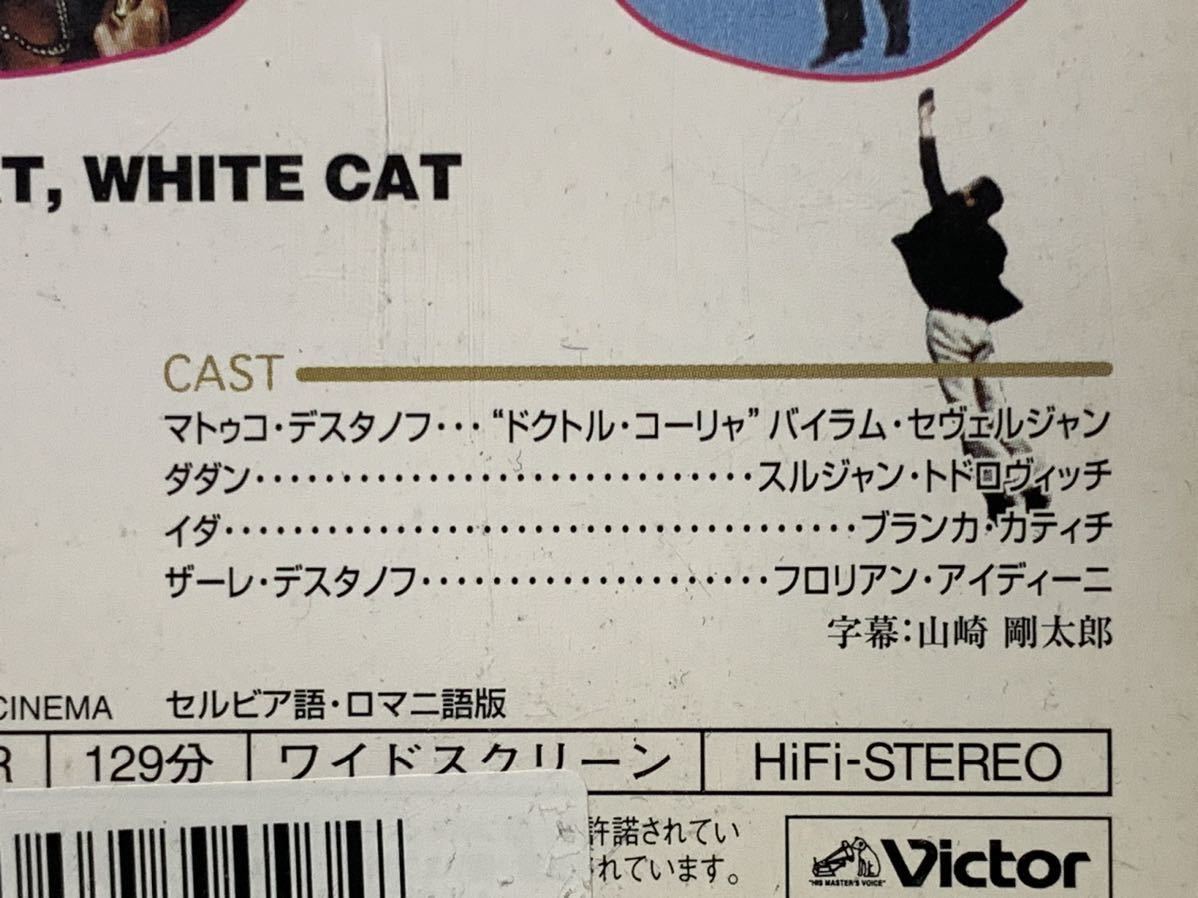 T, WHITE CAT
CAST
マトゥコ・デスタノフ・・・“ドクトル・コーリャ”バイラム・セヴェルジャン
ダダン・・・・・・・・・・・・・・・・・・・・・・・・・・・・・スルジャン・トドロヴィッチ
イダ・・・・・・・・・・・・・・・・・・・・・・・・・・・・・・・・・・・・・ブランカ・カティチ
ザーレ・デスタノフ・・・・・・・・・・・・・・・・・・・・フロリアン・アイディーニ
字幕:山崎 剛太郎
CINEMA セルビア語・ロマニ語版
R 129分 ワイドスクリーン HiFi-STEREO
許諾されてい
れています。
"HIS MASTER'S VOICE" Victor